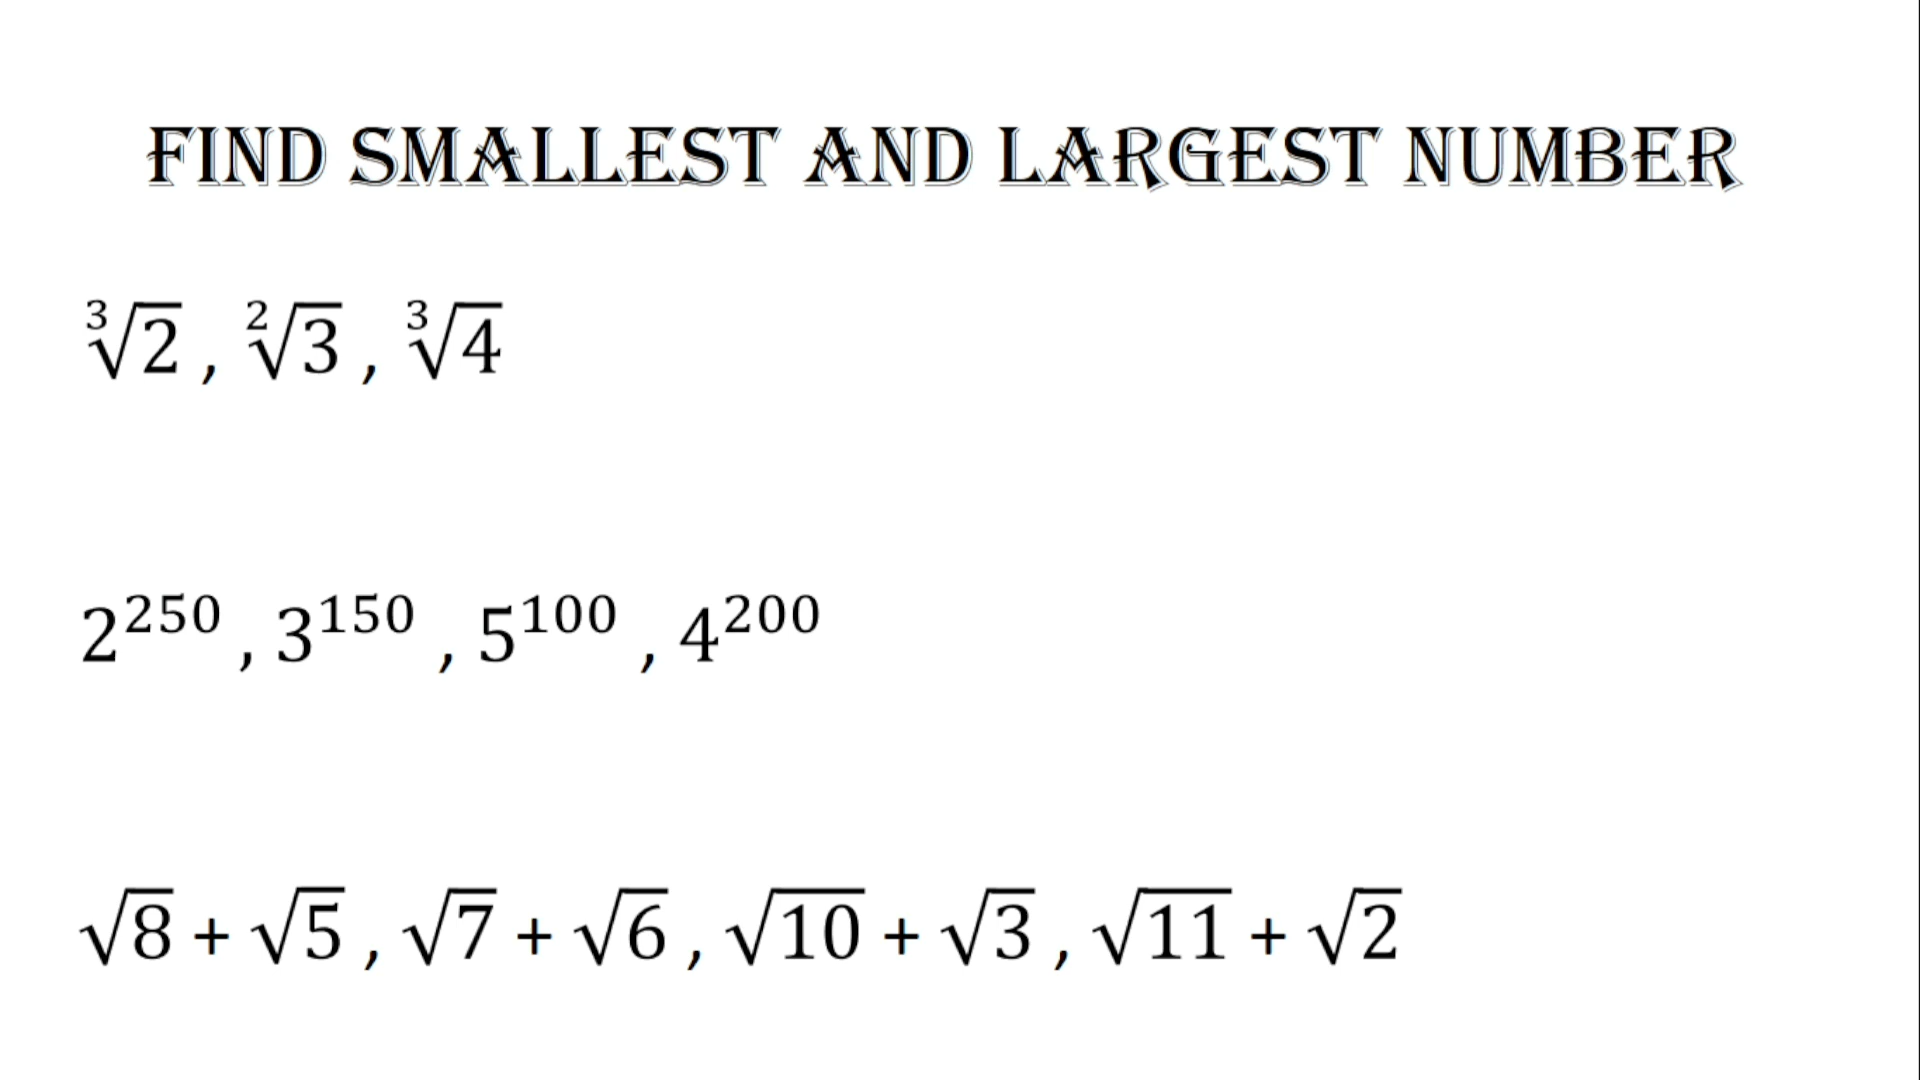 FIND SMALLEST AND LARGEST NUMBER
∛2 , ²√3 , ∛4
2²⁵⁰ , 3¹⁵⁰ , 5¹⁰⁰ , 4²⁰⁰
√8 + √5 , √7 + √6 , √10 + √3 , √11 + √2